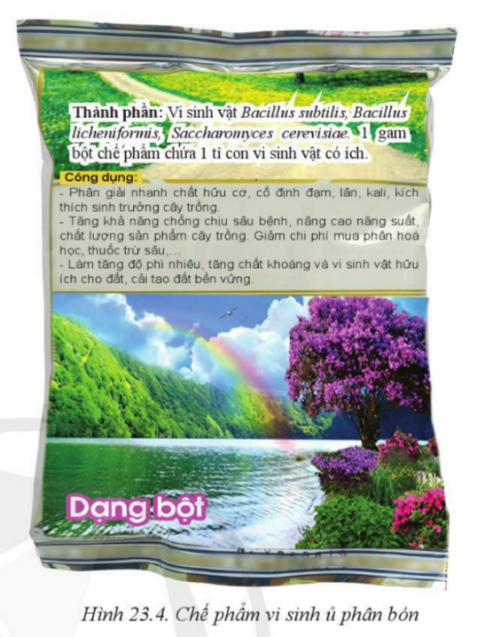 Thành phần: Vi sinh vật Bacillus subtilis, Bacillus
licheniformis, Saccharomyces cerevisiae. 1 gam
bột chế phẩm chứa 1 tỉ con vi sinh vật có ích.
Công dụng:
- Phân giải nhanh chất hữu cơ, cố định đạm, lân, kali, kích
thích sinh trưởng cây trồng.
- Tăng khả năng chống chịu sâu bệnh, nâng cao năng suất,
chất lượng sản phẩm cây trồng. Giảm chi phí mua phân hoá
học, thuốc trừ sâu,...
- Làm tăng độ phì nhiêu, tăng chất khoáng và vi sinh vật hữu
ích cho đất, cải tạo đất bền vững.
Dạng bột
Hình 23.4. Chế phẩm vi sinh ủ phân bón